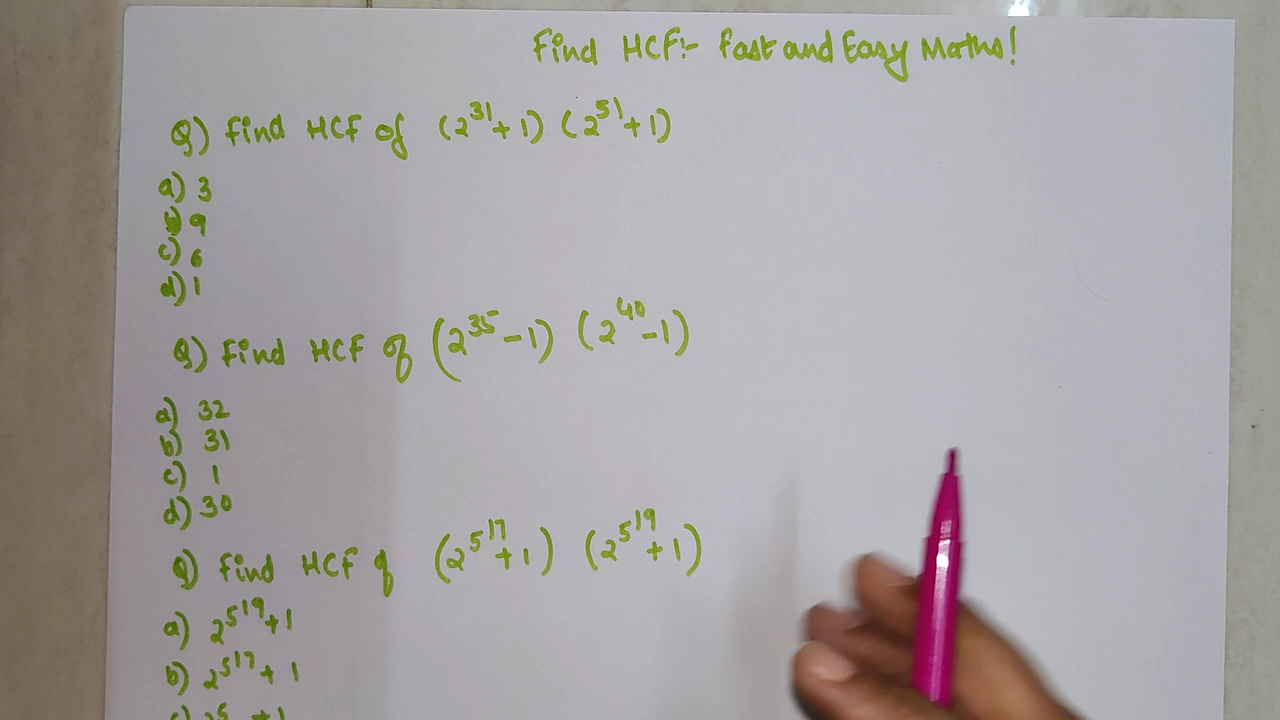 Find HCF:- Fast and Easy Maths!
Q) Find HCF of (2^31+1) (2^51+1)
a) 3
b) 9
c) 6
d) 1
Q) Find HCF of (2^35-1) (2^40-1)
a) 32
b) 31
c) 1
d) 30
Q) Find HCF of (2^5^17+1) (2^5^19+1)
a) 2^5^19+1
b) 2^5^17+1